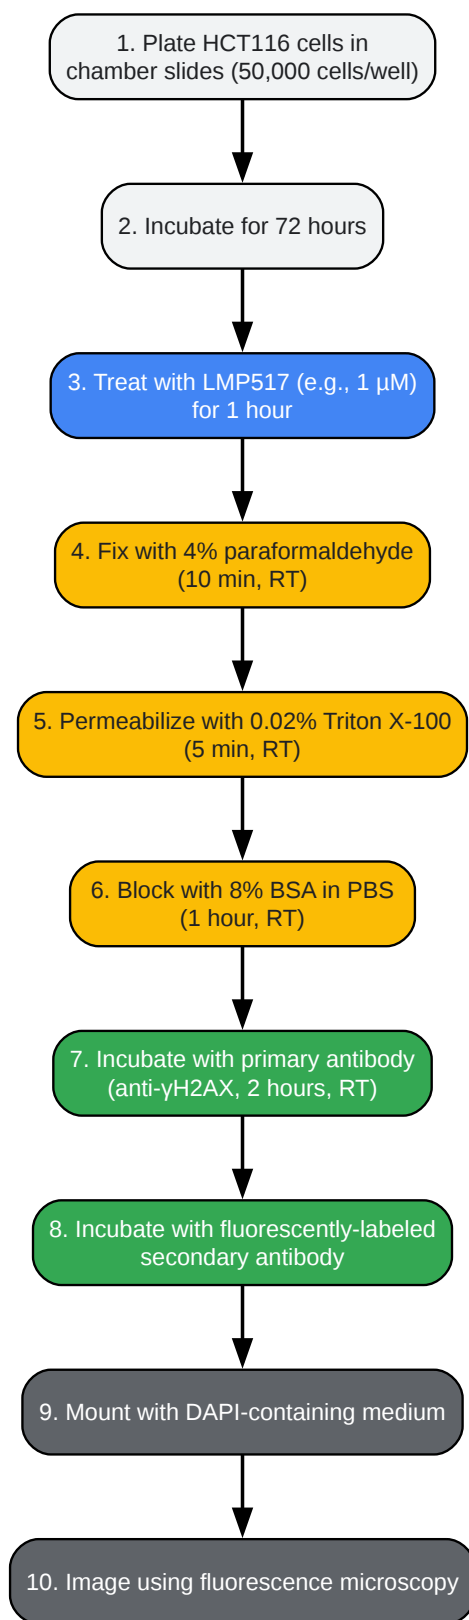 1. Plate HCT116 cells in
chamber slides (50,000 cells/well)
2. Incubate for 72 hours
3. Treat with LMP517 (e.g., 1 µM)
for 1 hour
4. Fix with 4% paraformaldehyde
(10 min, RT)
5. Permeabilize with 0.02% Triton X-100
(5 min, RT)
6. Block with 8% BSA in PBS
(1 hour, RT)
7. Incubate with primary antibody
(anti-γH2AX, 2 hours, RT)
8. Incubate with fluorescently-labeled
secondary antibody
9. Mount with DAPI-containing medium
10. Image using fluorescence microscopy